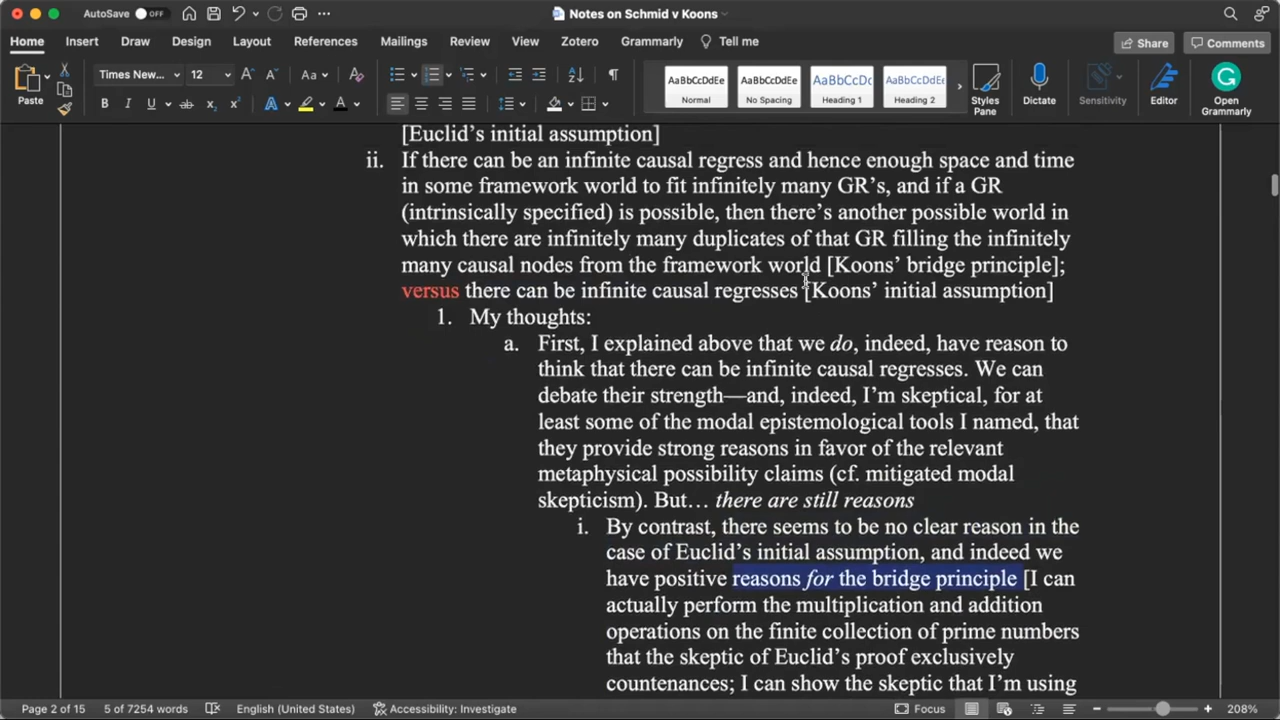 AutoSave OFF
Notes on Schmid v Koons
Home Insert Draw Design Layout References Mailings Review View Zotero Grammarly Tell me
Share Comments
Paste
Times New... 12
Aa
B I U ab x₂ x² A A
AaBbCcDdEe AaBbCcDdEe AaBbCcDc AaBbCcDdEe
Normal No Spacing Heading 1 Heading 2
Styles Pane
Dictate
Sensitivity
Editor
Open Grammarly
[Euclid's initial assumption]
ii. If there can be an infinite causal regress and hence enough space and time
in some framework world to fit infinitely many GR's, and if a GR
(intrinsically specified) is possible, then there's another possible world in
which there are infinitely many duplicates of that GR filling the infinitely
many causal nodes from the framework world [Koons' bridge principle];
versus there can be infinite causal regresses [Koons' initial assumption]
1. My thoughts:
a. First, I explained above that we do, indeed, have reason to
think that there can be infinite causal regresses. We can
debate their strength—and, indeed, I'm skeptical, for at
least some of the modal epistemological tools I named, that
they provide strong reasons in favor of the relevant
metaphysical possibility claims (cf. mitigated modal
skepticism). But… there are still reasons
i. By contrast, there seems to be no clear reason in the
case of Euclid's initial assumption, and indeed we
have positive reasons for the bridge principle [I can
actually perform the multiplication and addition
operations on the finite collection of prime numbers
that the skeptic of Euclid's proof exclusively
countenances; I can show the skeptic that I'm using
Page 2 of 15 5 of 7254 words English (United States) Accessibility: Investigate Focus 208%